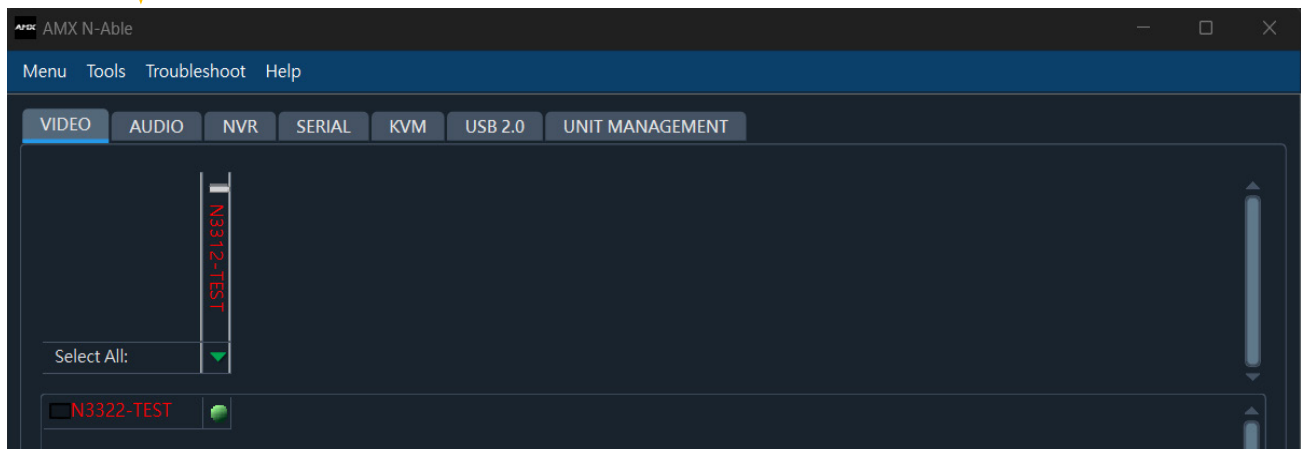 AMX AMX N-Able
Menu Tools Troubleshoot Help
VIDEO AUDIO NVR SERIAL KVM USB 2.0 UNIT MANAGEMENT
N3312-TEST
Select All:
N3322-TEST